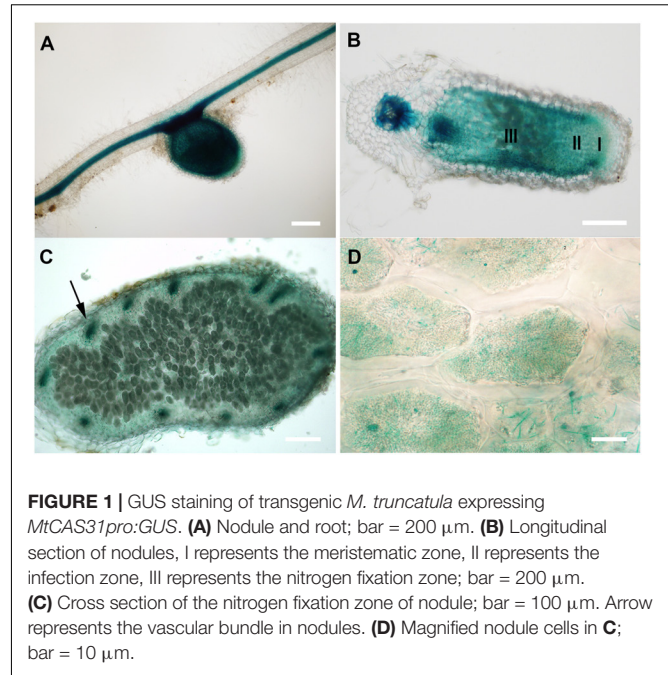 A
B
III
II
I
C
D
FIGURE 1 | GUS staining of transgenic M. truncatula expressing
MtCAS31pro:GUS. (A) Nodule and root; bar = 200 μm. (B) Longitudinal
section of nodules, I represents the meristematic zone, II represents the
infection zone, III represents the nitrogen fixation zone; bar = 200 μm.
(C) Cross section of the nitrogen fixation zone of nodule; bar = 100 μm. Arrow
represents the vascular bundle in nodules. (D) Magnified nodule cells in C;
bar = 10 μm.